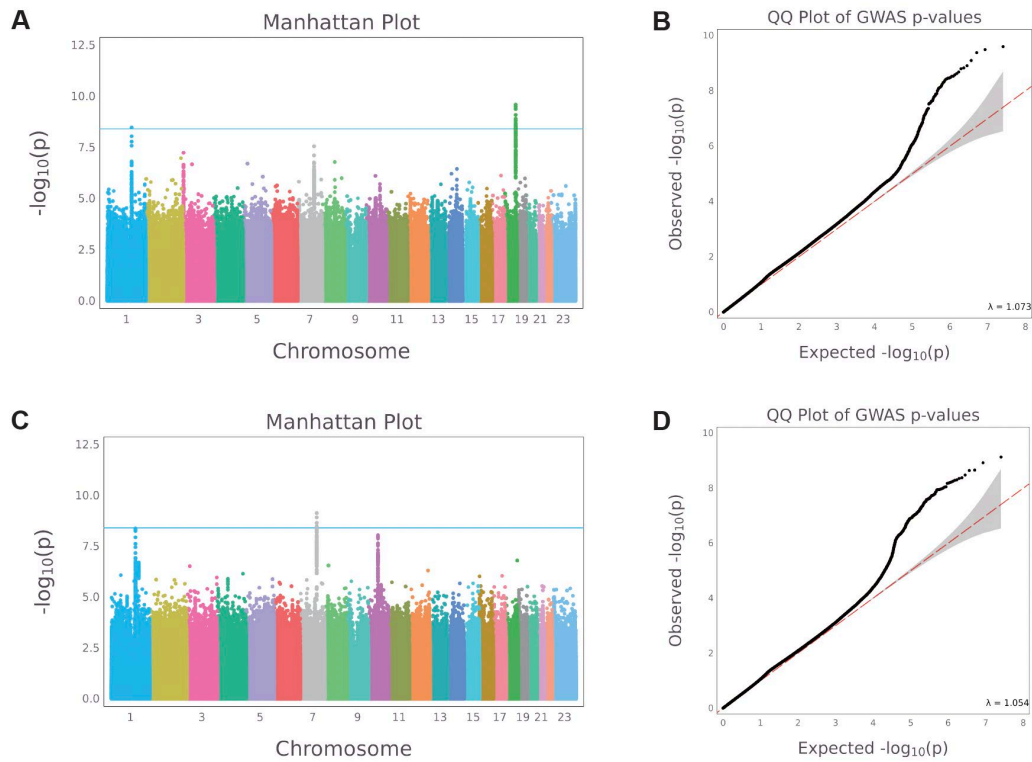 A
Manhattan Plot
12.5
10.0
7.5
5.0
2.5
0.0
-log₁₀(p)
1 3 5 7 9 11 13 15 17 19 21 23
Chromosome
B
QQ Plot of GWAS p-values
10
8
6
4
2
0
Observed -log₁₀(p)
λ = 1.073
0 1 2 3 4 5 6 7 8
Expected -log₁₀(p)
C
Manhattan Plot
12.5
10.0
7.5
5.0
2.5
0.0
-log₁₀(p)
1 3 5 7 9 11 13 15 17 19 21 23
Chromosome
D
QQ Plot of GWAS p-values
10
8
6
4
2
0
Observed -log₁₀(p)
λ = 1.054
0 1 2 3 4 5 6 7 8
Expected -log₁₀(p)